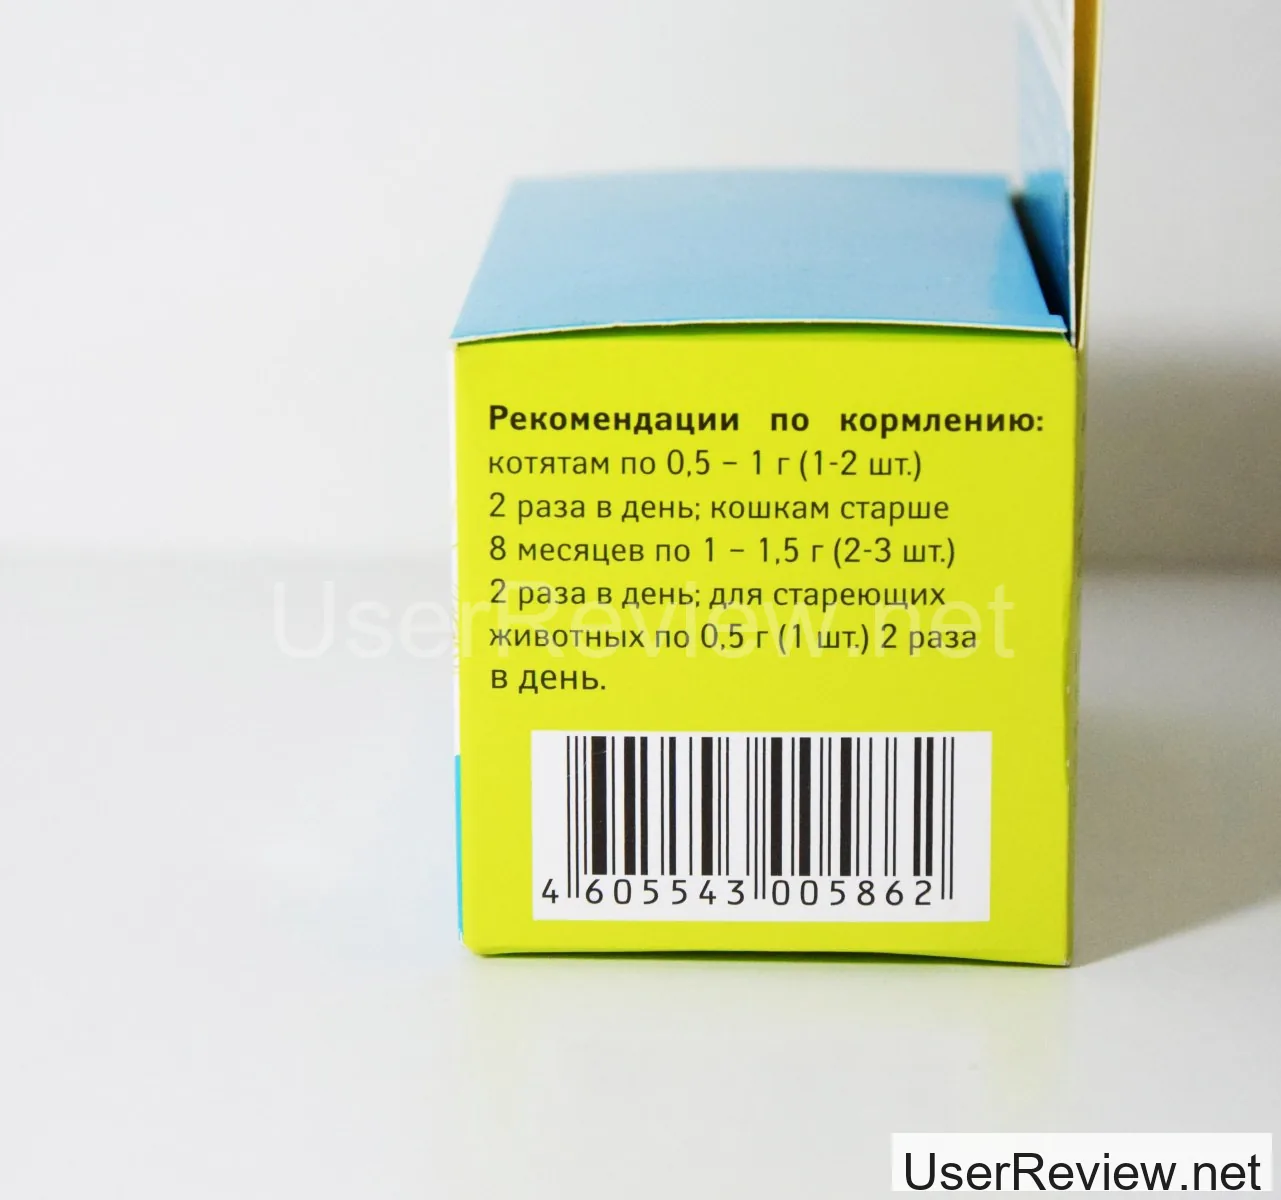 Рекомендации по кормлению:
котятам по 0,5 – 1 г (1-2 шт.)
2 раза в день; кошкам старше
8 месяцев по 1 – 1,5 г (2-3 шт.)
2 раза в день; для стареющих
UserReview.net
животных по 0,5 г (1 шт.) 2 раза
в день.
4 605543 005862
UserReview.net